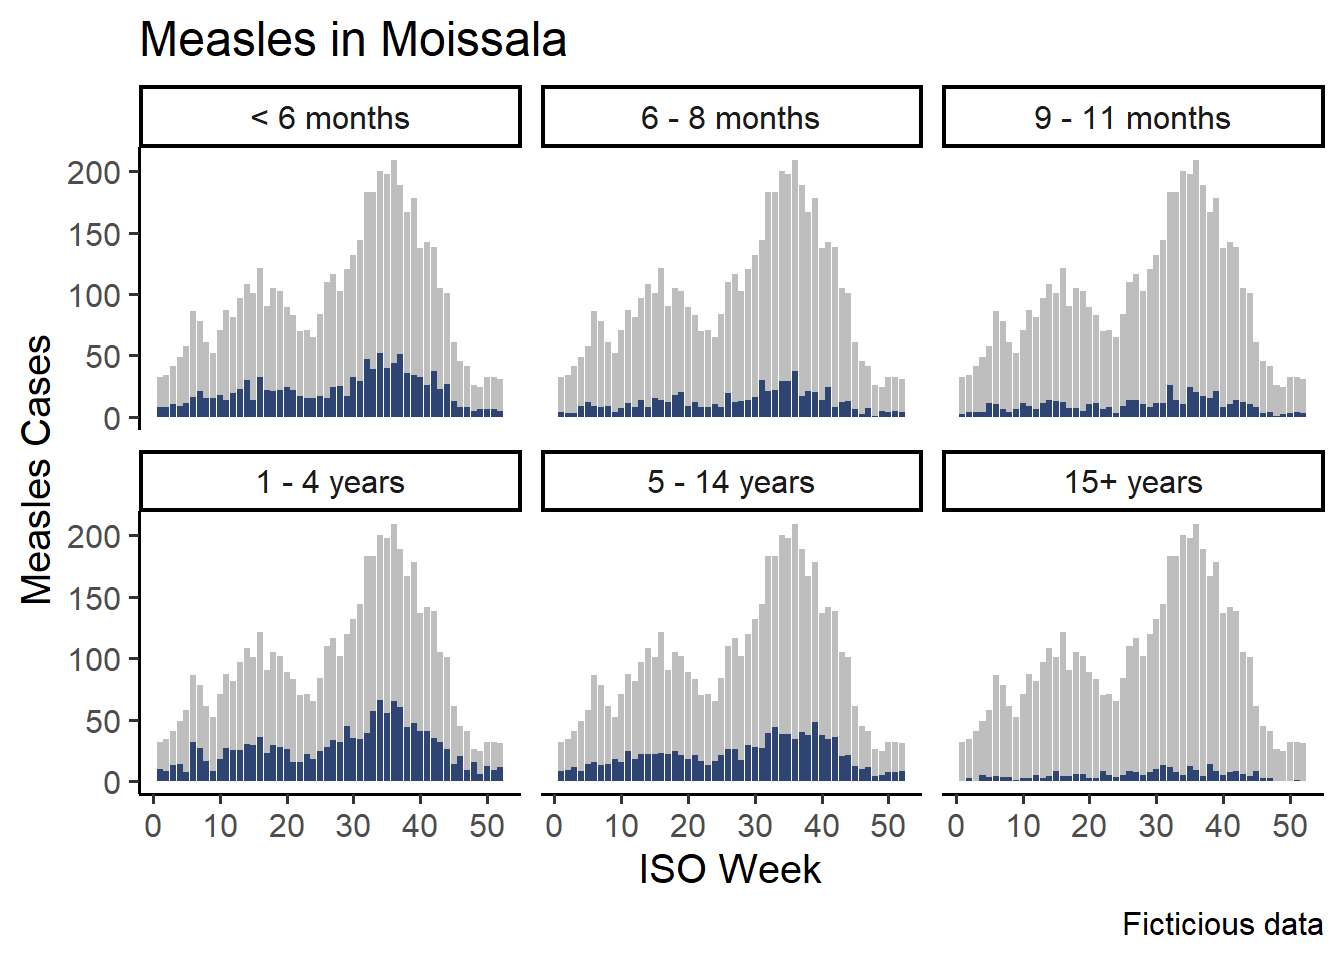 Measles in Moissala
< 6 months
6 - 8 months
9 - 11 months
200
150
100
50
0
1 - 4 years
5 - 14 years
15+ years
200
150
100
50
0
Measles Cases
0 10 20 30 40 50
0 10 20 30 40 50
0 10 20 30 40 50
ISO Week
Ficticious data